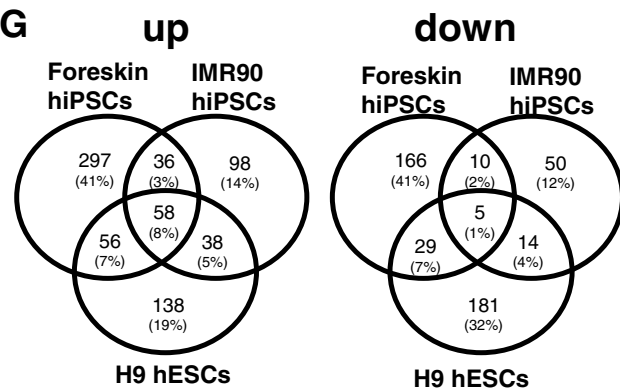 G
up
down
Foreskin
hiPSCs
IMR90
hiPSCs
Foreskin
hiPSCs
IMR90
hiPSCs
297
(41%)
36
(3%)
98
(14%)
58
(8%)
56
(7%)
38
(5%)
138
(19%)
H9 hESCs
166
(41%)
10
(2%)
50
(12%)
5
(1%)
29
(7%)
14
(4%)
181
(32%)
H9 hESCs